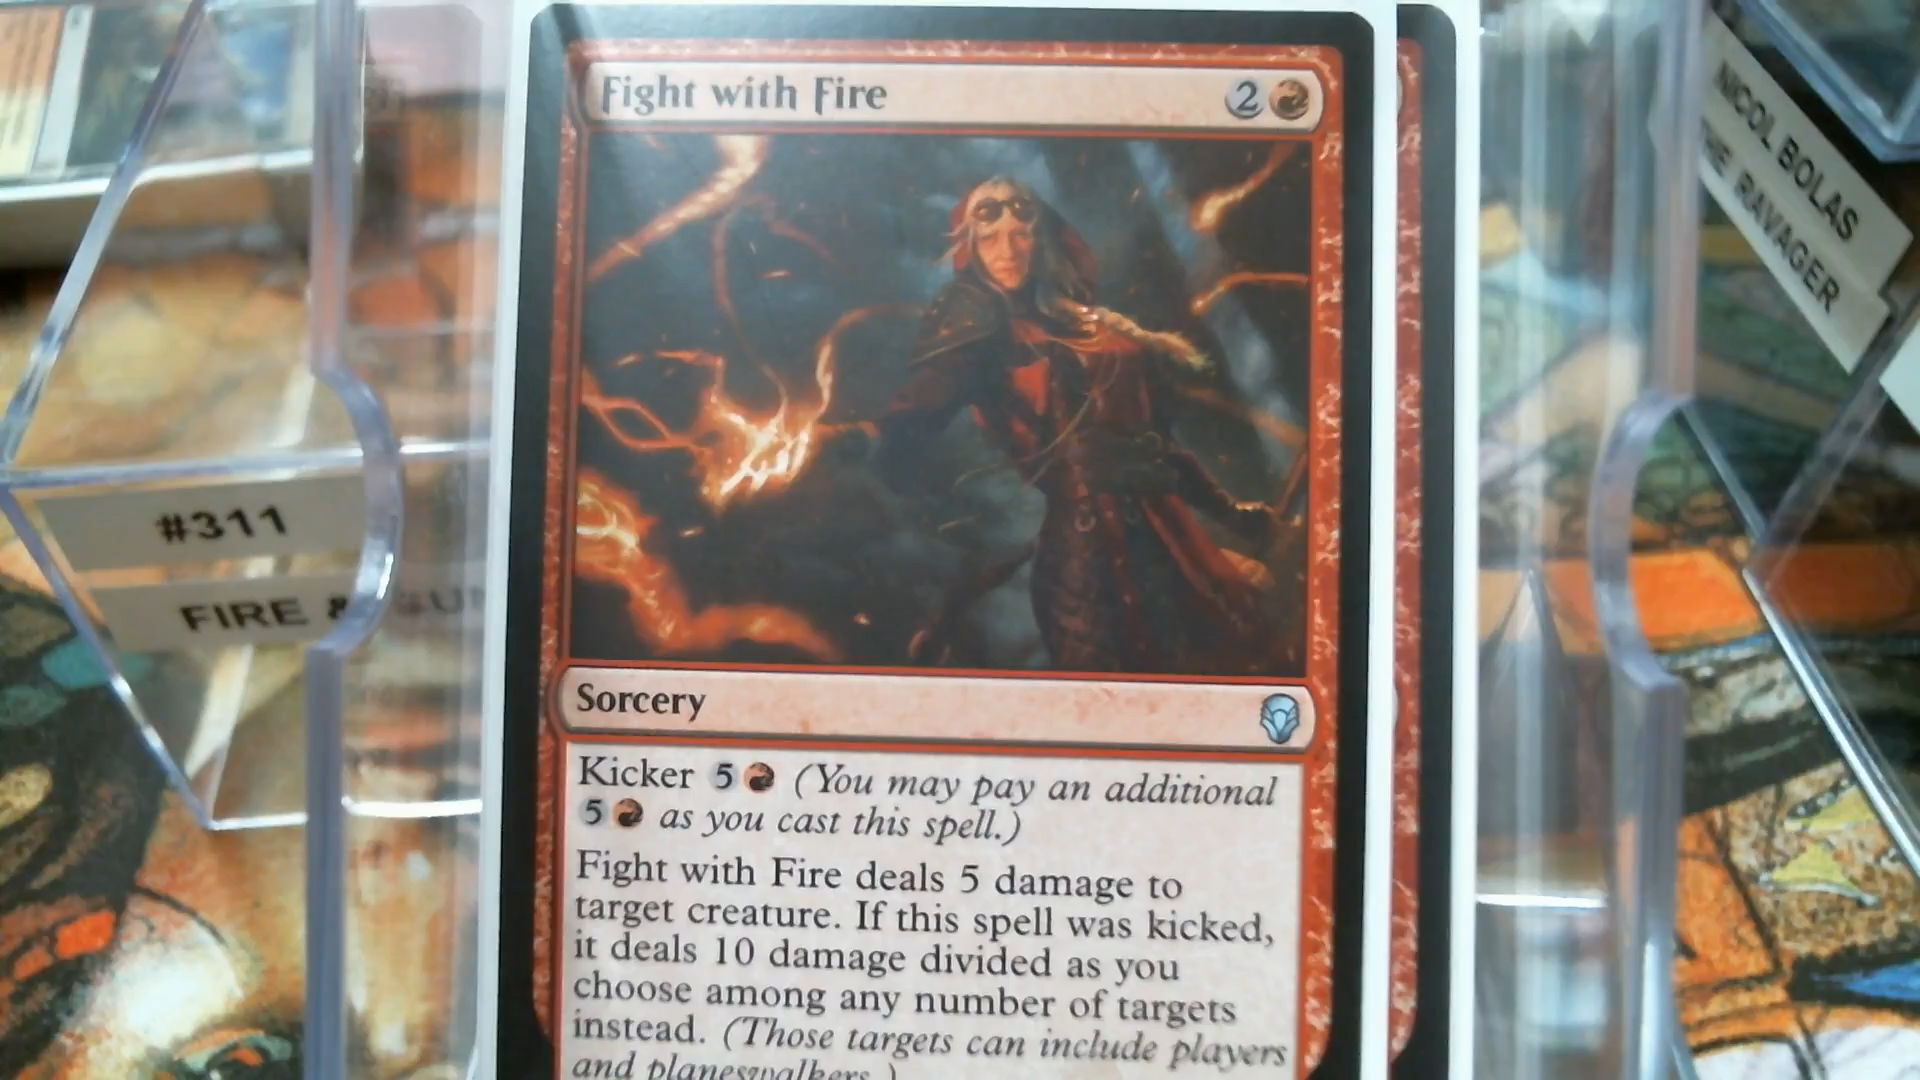 Fight with Fire 2
Sorcery
Kicker 5 (You may pay an additional
5 as you cast this spell.)
Fight with Fire deals 5 damage to
target creature. If this spell was kicked,
it deals 10 damage divided as you
choose among any number of targets
instead. (Those targets can include players
and planeswalkers.)
#311
FIRE &
NICOL BOLAS
THE RAVAGER